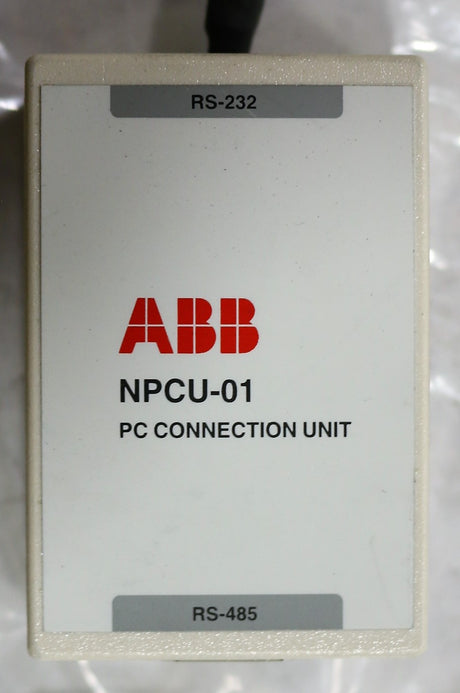 RS-232
ABB
NPCU-01
PC CONNECTION UNIT
RS-485